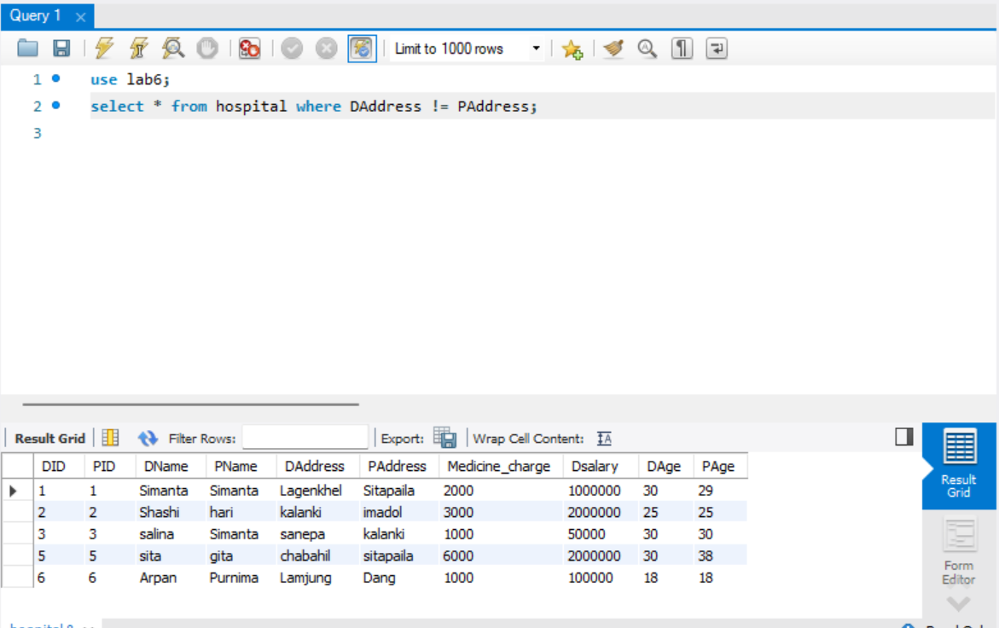 Query 1
Limit to 1000 rows
1 use lab6;
2 select * from hospital where DAddress != PAddress;
3
Result Grid Filter Rows: Export: Wrap Cell Content:
DID PID DName PName DAddress PAddress Medicine_charge Dsalary DAge PAge
1 1 Simanta Simanta Lagenkhel Sitapaila 2000 1000000 30 29
2 2 Shashi hari kalanki imadol 3000 2000000 25 25
3 3 salina Simanta sanepa kalanki 1000 50000 30 30
5 5 sita gita chabahil sitapaila 6000 2000000 30 38
6 6 Arpan Purnima Lamjung Dang 1000 100000 18 18
Result
Grid
Form
Editor